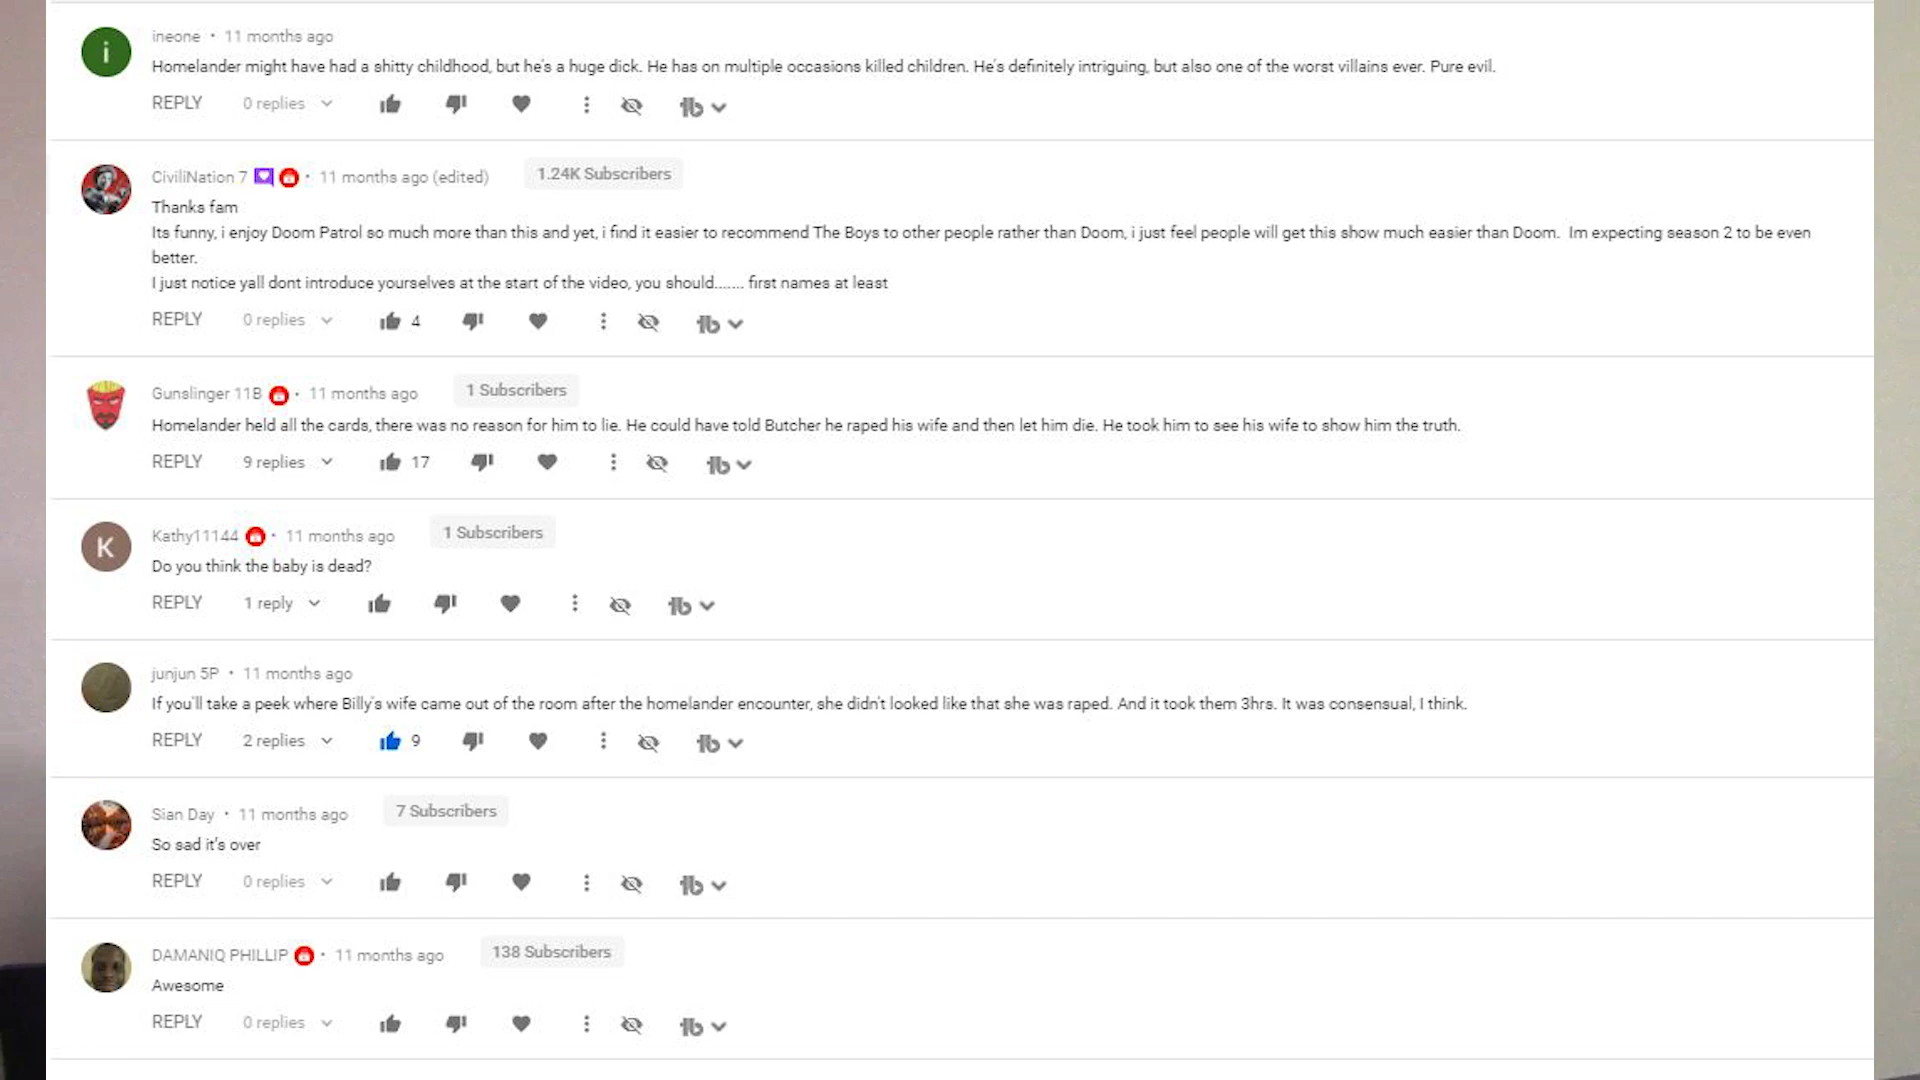 i
ineone • 11 months ago
Homelander might have had a shitty childhood, but he's a huge dick. He has on multiple occasions killed children. He's definitely intriguing, but also one of the worst villains ever. Pure evil.
REPLY 0 replies
CiviliNation 7 • 11 months ago (edited) 1.24K Subscribers
Thanks fam
Its funny, i enjoy Doom Patrol so much more than this and yet, i find it easier to recommend The Boys to other people rather than Doom, i just feel people will get this show much easier than Doom. Im expecting season 2 to be even
better.
I just notice yall dont introduce yourselves at the start of the video, you should....... first names at least
REPLY 0 replies 4
Gunslinger 11B • 11 months ago 1 Subscribers
Homelander held all the cards, there was no reason for him to lie. He could have told Butcher he raped his wife and then let him die. He took him to see his wife to show him the truth.
REPLY 9 replies 17
K
Kathy11144 • 11 months ago 1 Subscribers
Do you think the baby is dead?
REPLY 1 reply
junjun 5P • 11 months ago
If you'll take a peek where Billy's wife came out of the room after the homelander encounter, she didn't looked like that she was raped. And it took them 3hrs. It was consensual, I think.
REPLY 2 replies 9
Sian Day • 11 months ago 7 Subscribers
So sad it's over
REPLY 0 replies
DAMANIQ PHILLIP • 11 months ago 138 Subscribers
Awesome
REPLY 0 replies